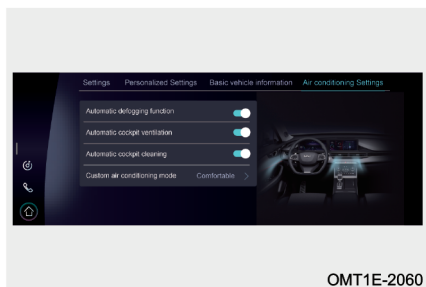 Settings Personalized Settings Basic vehicle information Air conditioning Settings
Automatic defogging function
Automatic cockpit ventilation
Automatic cockpit cleaning
Custom air conditioning mode Comfortable >
OMT1E-2060